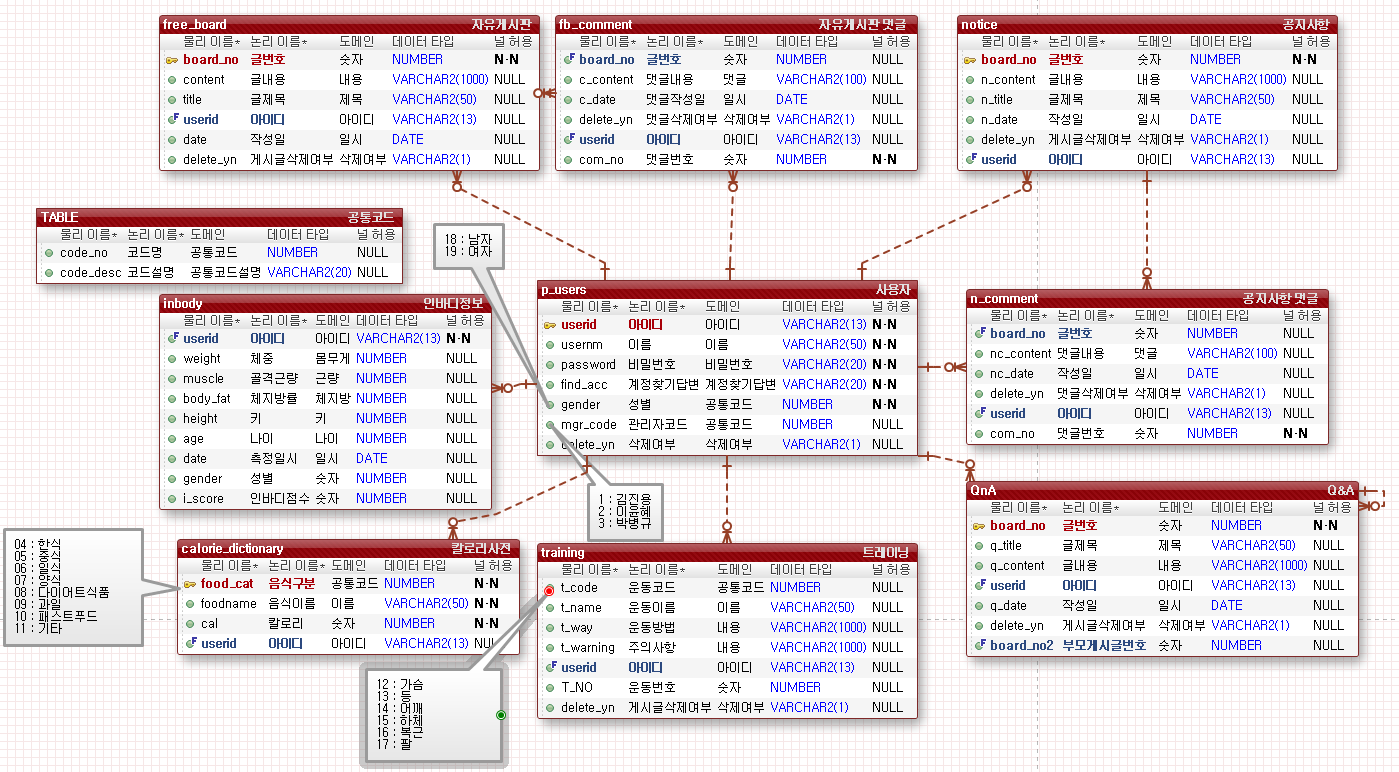 free_board 자유게시판
물리 이름* 논리 이름* 도메인 데이터 타입 널 허용
board_no 글번호 숫자 NUMBER N-N
content 글내용 내용 VARCHAR2(1000) NULL
title 글제목 제목 VARCHAR2(50) NULL
userid 아이디 아이디 VARCHAR2(13) NULL
date 작성일 일시 DATE NULL
delete_yn 게시글삭제여부 삭제여부 VARCHAR2(1) NULL
fb_comment 자유게시판 댓글
물리 이름* 논리 이름* 도메인 데이터 타입 널 허용
board_no 글번호 숫자 NUMBER NULL
c_content 댓글내용 댓글 VARCHAR2(100) NULL
c_date 댓글작성일 일시 DATE NULL
delete_yn 댓글삭제여부 삭제여부 VARCHAR2(1) NULL
userid 아이디 아이디 VARCHAR2(13) NULL
com_no 댓글번호 숫자 NUMBER N-N
notice 공지사항
물리 이름* 논리 이름* 도메인 데이터 타입 널 허용
board_no 글번호 숫자 NUMBER N-N
n_content 글내용 내용 VARCHAR2(1000) NULL
n_title 글제목 제목 VARCHAR2(50) NULL
n_date 작성일 일시 DATE NULL
delete_yn 게시글삭제여부 삭제여부 VARCHAR2(1) NULL
userid 아이디 아이디 VARCHAR2(13) NULL
TABLE 공통코드
물리 이름* 논리 이름* 도메인 데이터 타입 널 허용
code_no 코드명 공통코드 NUMBER NULL
code_desc 코드설명 공통코드설명 VARCHAR2(20) NULL
18 : 남자
19 : 여자
inbody 인바디정보
물리 이름* 논리 이름* 도메인 데이터 타입 널 허용
userid 아이디 아이디 VARCHAR2(13) N-N
weight 체중 몸무게 NUMBER NULL
muscle 골격근량 근량 NUMBER NULL
body_fat 체지방률 체지방 NUMBER NULL
height 키 키 NUMBER NULL
age 나이 나이 NUMBER NULL
date 측정일시 일시 DATE NULL
gender 성별 숫자 NUMBER NULL
i_score 인바디점수 숫자 NUMBER NULL
p_users 사용자
물리 이름* 논리 이름* 도메인 데이터 타입 널 허용
userid 아이디 아이디 VARCHAR2(13) N-N
usernm 이름 이름 VARCHAR2(50) N-N
password 비밀번호 비밀번호 VARCHAR2(20) N-N
find_acc 계정찾기답변 계정찾기답변 VARCHAR2(20) N-N
gender 성별 공통코드 NUMBER N-N
mgr_code 관리자코드 공통코드 NUMBER NULL
delete_yn 삭제여부 삭제여부 VARCHAR2(1) NULL
n_comment 공지사항 댓글
물리 이름* 논리 이름* 도메인 데이터 타입 널 허용
board_no 글번호 숫자 NUMBER NULL
nc_content 댓글내용 댓글 VARCHAR2(100) NULL
nc_date 작성일 일시 DATE NULL
delete_yn 댓글삭제여부 삭제여부 VARCHAR2(1) NULL
userid 아이디 아이디 VARCHAR2(13) NULL
com_no 댓글번호 숫자 NUMBER N-N
1 : 김진용
2 : 이윤혜
3 : 박병규
QnA Q&A
물리 이름* 논리 이름* 도메인 데이터 타입 널 허용
board_no 글번호 숫자 NUMBER N-N
q_title 글제목 제목 VARCHAR2(50) NULL
q_content 글내용 내용 VARCHAR2(1000) NULL
userid 아이디 아이디 VARCHAR2(13) NULL
q_date 작성일 일시 DATE NULL
delete_yn 게시글삭제여부 삭제여부 VARCHAR2(1) NULL
board_no2 부모게시글번호 숫자 NUMBER NULL
04 : 한식
05 : 중식
06 : 일식
07 : 양식
08 : 다이어트식품
09 : 과일
10 : 패스트푸드
11 : 기타
calorie_dictionary 칼로리사전
물리 이름* 논리 이름* 도메인 데이터 타입 널 허용
food_cat 음식구분 공통코드 NUMBER N-N
foodname 음식이름 이름 VARCHAR2(50) N-N
cal 칼로리 숫자 NUMBER N-N
userid 아이디 아이디 VARCHAR2(13) NULL
training 트레이닝
물리 이름* 논리 이름* 도메인 데이터 타입 널 허용
t_code 운동코드 공통코드 NUMBER NULL
t_name 운동이름 이름 VARCHAR2(50) NULL
t_way 운동방법 내용 VARCHAR2(1000) NULL
t_warning 주의사항 내용 VARCHAR2(1000) NULL
userid 아이디 아이디 VARCHAR2(13) NULL
T_NO 운동번호 숫자 NUMBER NULL
delete_yn 게시글삭제여부 삭제여부 VARCHAR2(1) NULL
12 : 가슴
13 : 등
14 : 어깨
15 : 하체
16 : 복근
17 : 팔